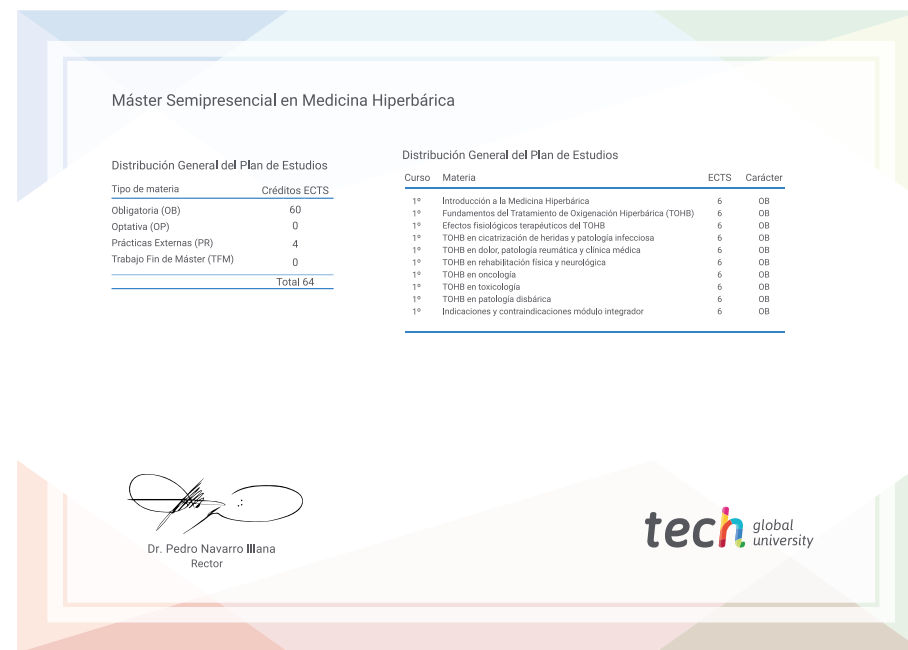 Máster Semipresencial en Medicina Hiperbárica
Distribución General del Plan de Estudios
Tipo de materia Créditos ECTS
Obligatoria (OB) 60
Optativa (OP) 0
Prácticas Externas (PR) 4
Trabajo Fin de Máster (TFM) 0
Total 64
Distribución General del Plan de Estudios
Curso Materia ECTS Carácter
1º Introducción a la Medicina Hiperbárica 6 OB
1º Fundamentos del Tratamiento de Oxigenación Hiperbárica (TOHB) 6 OB
1º Efectos fisiológicos terapéuticos del TOHB 6 OB
1º TOHB en cicatrización de heridas y patología infecciosa 6 OB
1º TOHB en dolor, patología reumática y clínica médica 6 OB
1º TOHB en rehabilitación física y neurológica 6 OB
1º TOHB en oncología 6 OB
1º TOHB en toxicología 6 OB
1º TOHB en patología disbárica 6 OB
1º Indicaciones y contraindicaciones módulo integrador 6 OB
Dr. Pedro Navarro Illana
Rector
tech global
university